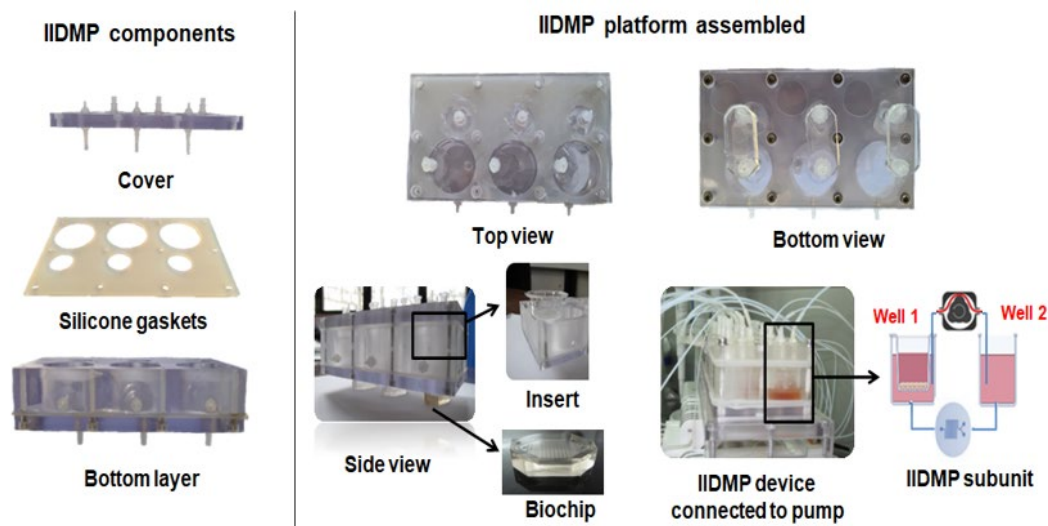 IIDMP components
Cover
Silicone gaskets
Bottom layer
IIDMP platform assembled
Top view
Bottom view
Side view
Insert
Biochip
IIDMP device
connected to pump
Well 1
Well 2
IIDMP subunit